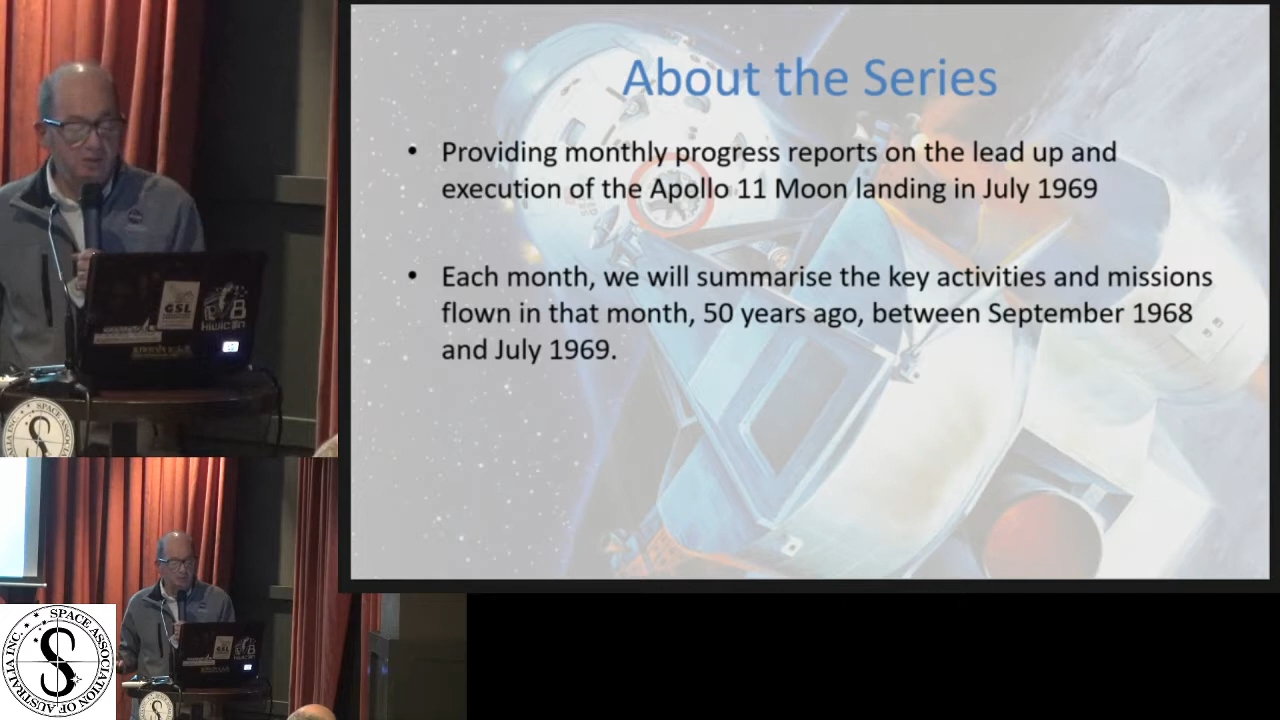 About the Series
• Providing monthly progress reports on the lead up and
execution of the Apollo 11 Moon landing in July 1969
• Each month, we will summarise the key activities and missions
flown in that month, 50 years ago, between September 1968
and July 1969.
GSL
SPACE ASSOCIATION OF AUSTRALIA INC.
S